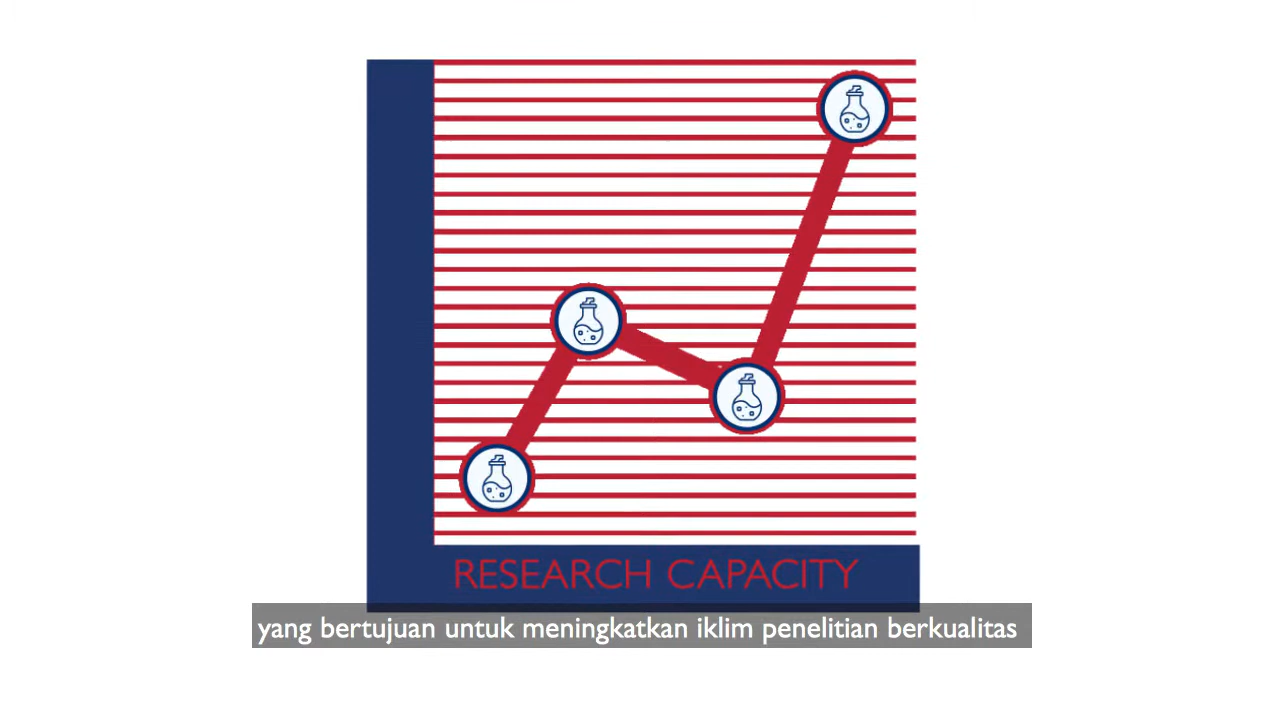 RESEARCH CAPACITY
yang bertujuan untuk meningkatkan iklim penelitian berkualitas